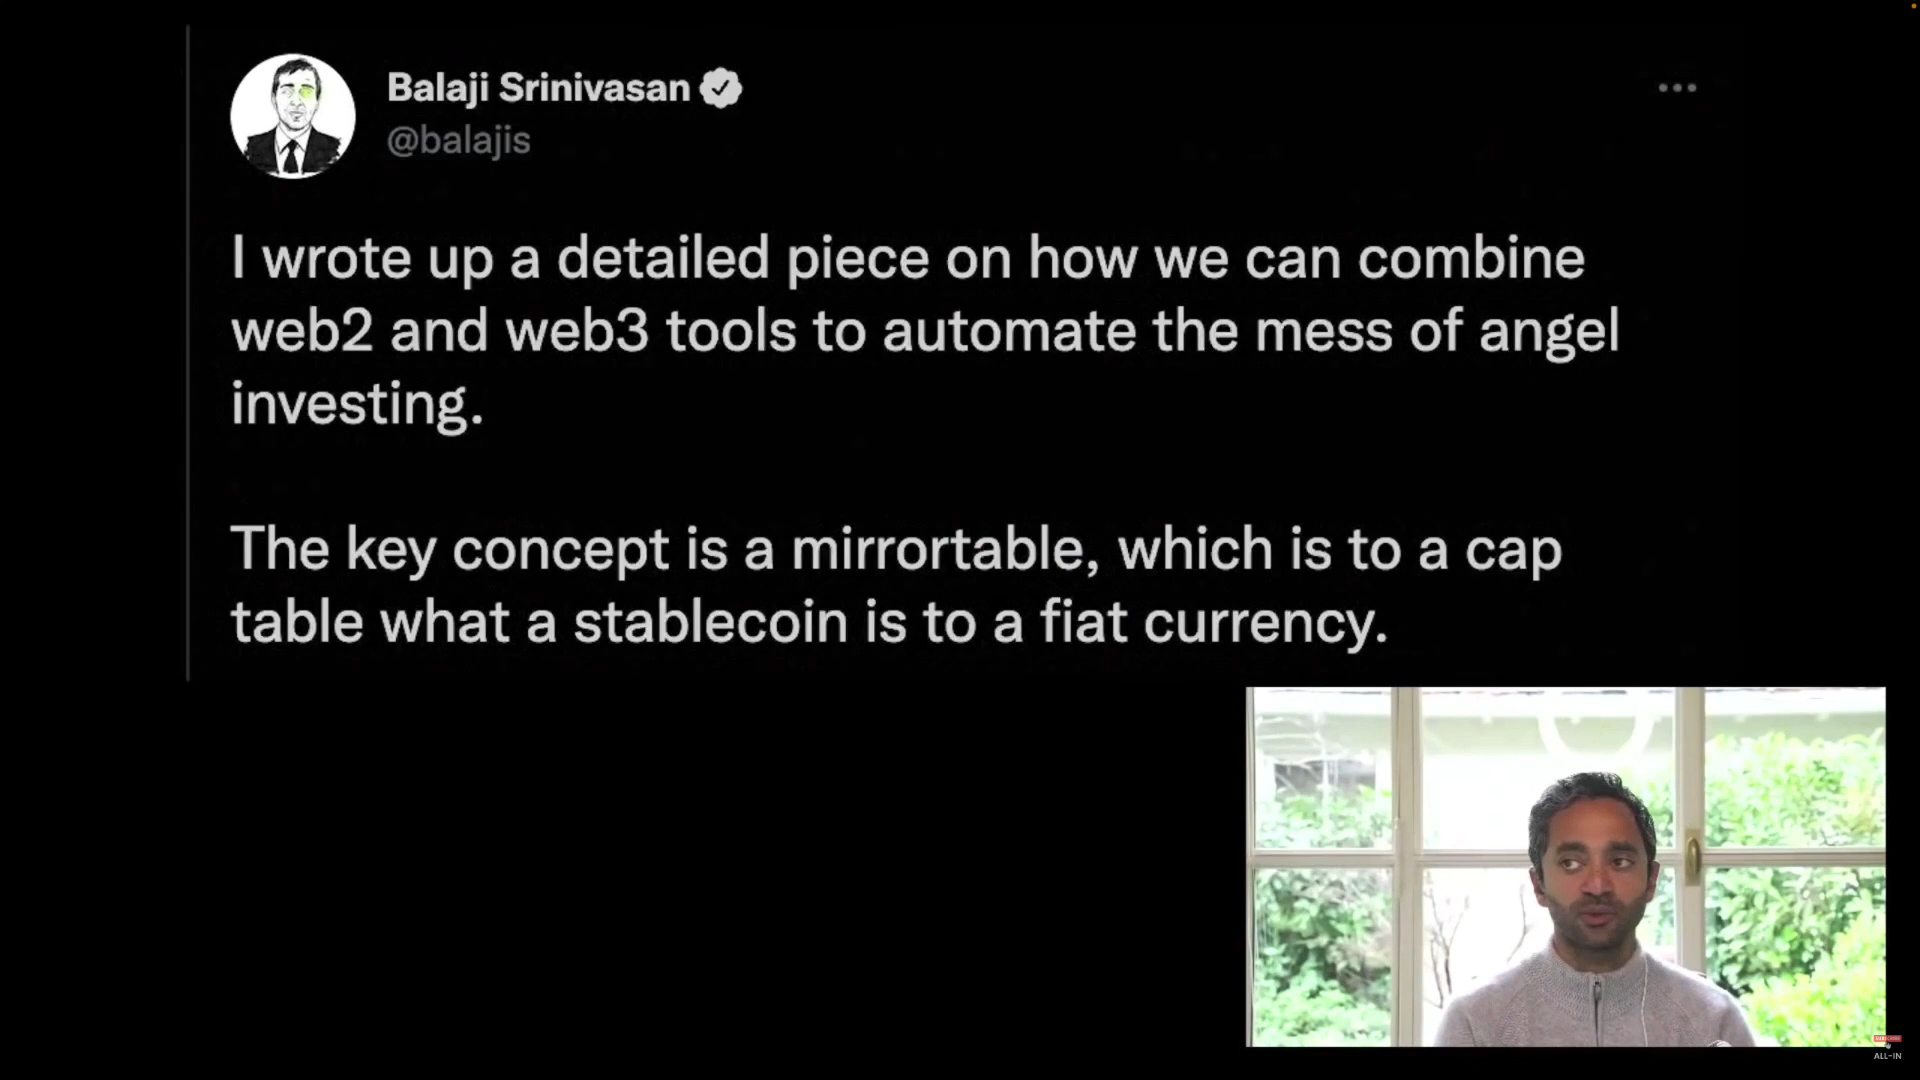 Balaji Srinivasan
@balajis
I wrote up a detailed piece on how we can combine
web2 and web3 tools to automate the mess of angel
investing.
The key concept is a mirrortable, which is to a cap
table what a stablecoin is to a fiat currency.
ALL-IN